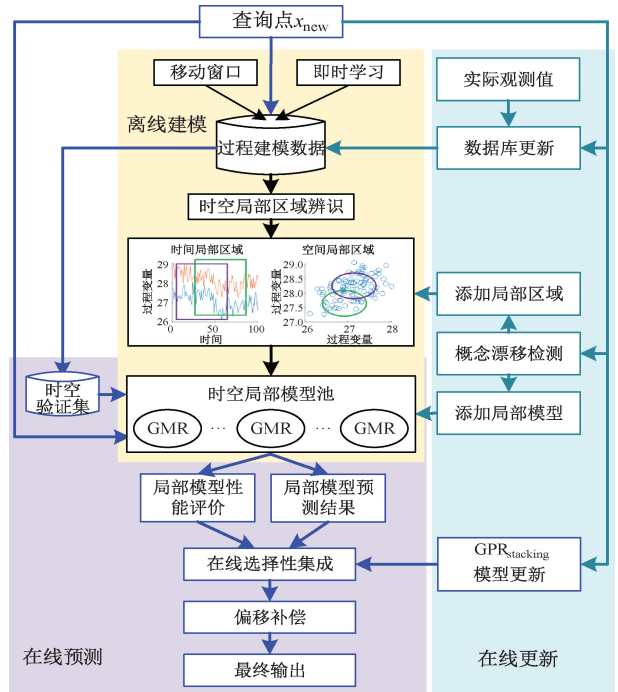 查询点xnew
移动窗口
即时学习
实际观测值
离线建模
过程建模数据
数据库更新
时空局部区域辨识
时间局部区域
空间局部区域
过程变量
29
28
27
26
0
50
100
时间
过程变量
29.0
28.5
28.0
27.5
27.0
26
27
28
过程变量
添加局部区域
概念漂移检测
添加局部模型
时空
验证集
时空局部模型池
GMR
…
GMR
…
GMR
局部模型性
能评价
局部模型预
测结果
在线选择性集成
GPRstacking
模型更新
偏移补偿
最终输出
在线预测
在线更新